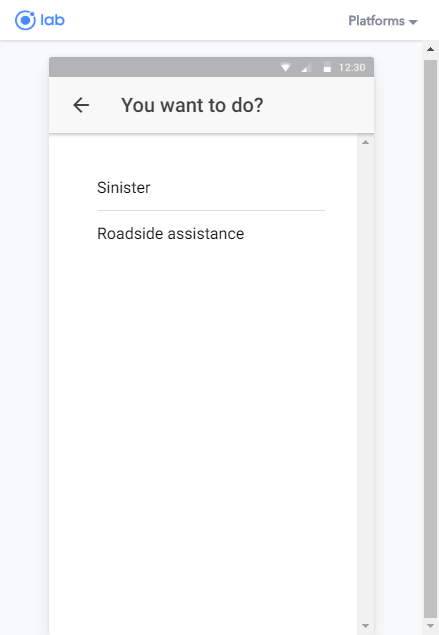 lab
Platforms
12:30
You want to do?
Sinister
Roadside assistance